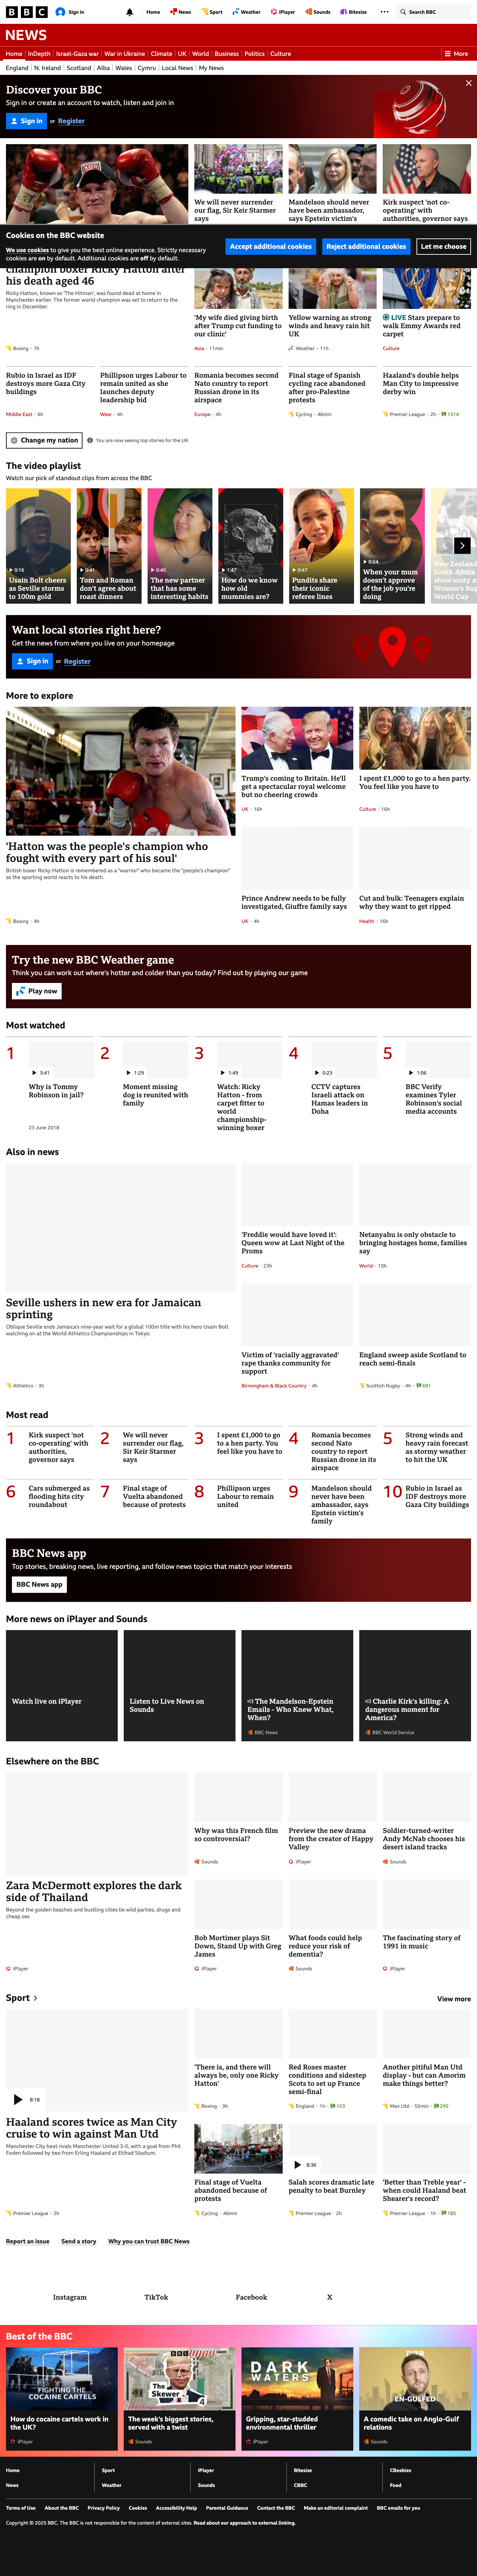 BBC
Sign in
Home
News
Sport
Weather
iPlayer
Sounds
Bitesize
Search BBC
NEWS
Home
InDepth
Israel-Gaza war
War in Ukraine
Climate
UK
World
Business
Politics
Culture
More
England
N. Ireland
Scotland
Alba
Wales
Cymru
Local News
My News
Discover your BBC
Sign in or create an account to watch, listen and join in
Sign in
or
Register
We will never surrender
our flag, Sir Keir Starmer
says
Mandelson should never
have been ambassador,
says Epstein victim's
Kirk suspect 'not co-
operating' with
authorities, governor says
Cookies on the BBC website
We use cookies to give you the best online experience. Strictly necessary
cookies are on by default. Additional cookies are off by default.
Accept additional cookies
Reject additional cookies
Let me choose
champion boxer Ricky Hatton after
his death aged 46
Ricky Hatton, known as 'The Hitman', was found dead at home in
Manchester earlier. The former world champion was set to return to the
ring in December.
Boxing
7h
'My wife died giving birth
after Trump cut funding to
our clinic'
Asia
11min
Yellow warning as strong
winds and heavy rain hit
UK
Weather
11h
LIVE Stars prepare to
walk Emmy Awards red
carpet
Culture
Rubio in Israel as IDF
destroys more Gaza City
buildings
Middle East
6h
Phillipson urges Labour to
remain united as she
launches deputy
leadership bid
Wear
4h
Romania becomes second
Nato country to report
Russian drone in its
airspace
Europe
4h
Final stage of Spanish
cycling race abandoned
after pro-Palestine
protests
Cycling
46min
Haaland's double helps
Man City to impressive
derby win
Premier League
2h
1514
Change my nation
You are now seeing top stories for the UK
The video playlist
Watch our pick of standout clips from across the BBC
0:16
Usain Bolt cheers
as Seville storms
to 100m gold
0:41
Tom and Roman
don't agree about
roast dinners
0:40
The new partner
that has some
interesting habits
1:47
How do we know
how old
mummies are?
0:47
Pundits share
their iconic
referee lines
0:24
When your mum
doesn't approve
of the job you're
doing
New Zealand
South Africa
show unity a
Women's Rug
World Cup
Want local stories right here?
Get the news from where you live on your homepage
Sign in
or
Register
More to explore
'Hatton was the people's champion who
fought with every part of his soul'
British boxer Ricky Hatton is remembered as a "warrior" who became the "people's champion"
as the sporting world reacts to his death.
Boxing
4h
Trump's coming to Britain. He'll
get a spectacular royal welcome
but no cheering crowds
UK
16h
I spent £1,000 to go to a hen party.
You feel like you have to
Culture
16h
Prince Andrew needs to be fully
investigated, Giuffre family says
UK
4h
Cut and bulk: Teenagers explain
why they want to get ripped
Health
16h
Try the new BBC Weather game
Think you can work out where's hotter and colder than you today? Find out by playing our game
Play now
Most watched
1
3:41
Why is Tommy
Robinson in jail?
23 June 2018
2
1:29
Moment missing
dog is reunited with
family
3
1:49
Watch: Ricky
Hatton - from
carpet fitter to
world
championship-
winning boxer
4
0:23
CCTV captures
Israeli attack on
Hamas leaders in
Doha
5
1:06
BBC Verify
examines Tyler
Robinson's social
media accounts
Also in news
Seville ushers in new era for Jamaican
sprinting
Oblique Seville ends Jamaica's nine-year wait for a global 100m title with his hero Usain Bolt
watching on at the World Athletics Championships in Tokyo.
Athletics
3h
'Freddie would have loved it':
Queen wow at Last Night of the
Proms
Culture
23h
Netanyahu is only obstacle to
bringing hostages home, families
say
World
10h
Victim of 'racially aggravated'
rape thanks community for
support
Birmingham & Black Country
4h
England sweep aside Scotland to
reach semi-finals
Scottish Rugby
4h
691
Most read
1
Kirk suspect 'not
co-operating' with
authorities,
governor says
2
We will never
surrender our flag,
Sir Keir Starmer
says
3
I spent £1,000 to go
to a hen party. You
feel like you have to
4
Romania becomes
second Nato
country to report
Russian drone in its
airspace
5
Strong winds and
heavy rain forecast
as stormy weather
to hit the UK
6
Cars submerged as
flooding hits city
roundabout
7
Final stage of
Vuelta abandoned
because of protests
8
Phillipson urges
Labour to remain
united
9
Mandelson should
never have been
ambassador, says
Epstein victim's
family
10
Rubio in Israel as
IDF destroys more
Gaza City buildings
BBC News app
Top stories, breaking news, live reporting, and follow news topics that match your interests
BBC News app
More news on iPlayer and Sounds
Watch live on iPlayer
Listen to Live News on
Sounds
The Mandelson-Epstein
Emails - Who Knew What,
When?
BBC News
Charlie Kirk's killing: A
dangerous moment for
America?
BBC World Service
Elsewhere on the BBC
Zara McDermott explores the dark
side of Thailand
Beyond the golden beaches and bustling cities lie wild parties, drugs and
cheap sex
iPlayer
Why was this French film
so controversial?
Sounds
Preview the new drama
from the creator of Happy
Valley
iPlayer
Soldier-turned-writer
Andy McNab chooses his
desert island tracks
Sounds
Bob Mortimer plays Sit
Down, Stand Up with Greg
James
iPlayer
What foods could help
reduce your risk of
dementia?
Sounds
The fascinating story of
1991 in music
iPlayer
Sport
View more
8:18
Haaland scores twice as Man City
cruise to win against Man Utd
Manchester City beat rivals Manchester United 3-0, with a goal from Phil
Foden followed by two from Erling Haaland at Etihad Stadium.
Premier League
2h
'There is, and there will
always be, only one Ricky
Hatton'
Boxing
3h
Red Roses master
conditions and sidestep
Scots to set up France
semi-final
England
1h
103
Another pitiful Man Utd
display - but can Amorim
make things better?
Man Utd
55min
295
Final stage of Vuelta
abandoned because of
protests
Cycling
46min
8:36
Salah scores dramatic late
penalty to beat Burnley
Premier League
2h
'Better than Treble year' -
when could Haaland beat
Shearer's record?
Premier League
1h
185
Report an issue
Send a story
Why you can trust BBC News
Instagram
TikTok
Facebook
X
Best of the BBC
FIGHTING THE
COCAINE CARTELS
How do cocaine cartels work in
the UK?
iPlayer
BBC
The
Skewer
4
The week's biggest stories,
served with a twist
Sounds
DARK
WATERS
Gripping, star-studded
environmental thriller
iPlayer
EN-GULFED
A comedic take on Anglo-Gulf
relations
Sounds
Home
Sport
iPlayer
Bitesize
CBeebies
News
Weather
Sounds
CBBC
Food
Terms of Use
About the BBC
Privacy Policy
Cookies
Accessibility Help
Parental Guidance
Contact the BBC
Make an editorial complaint
BBC emails for you
Copyright © 2025 BBC. The BBC is not responsible for the content of external sites. Read about our approach to external linking.